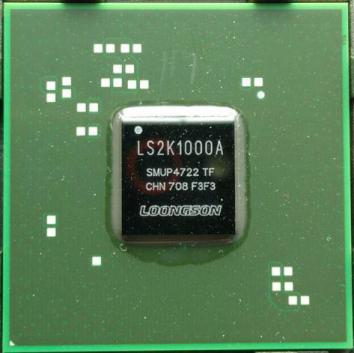 LS2K1000A
SMUP4722 TF
CHN 708 F3F3
LOONGSON